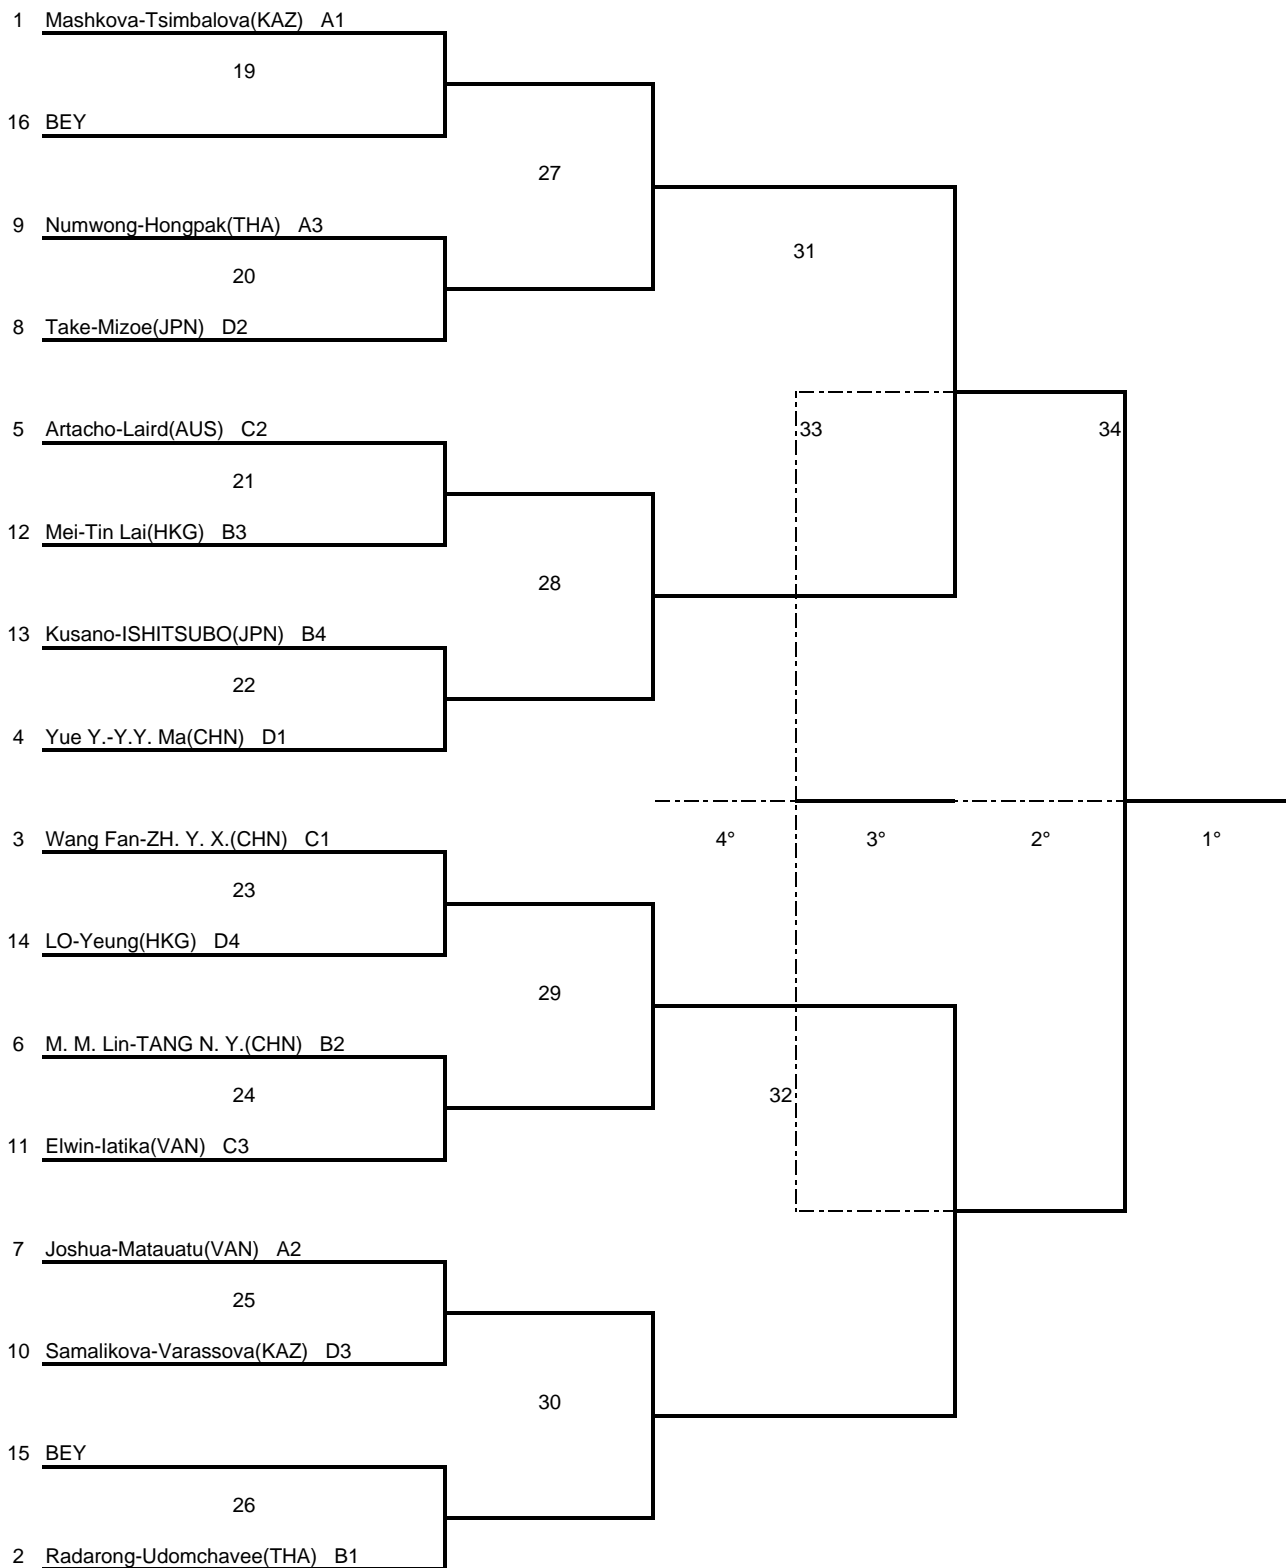 1 Mashkova-Tsimbalova(KAZ) A1
19
16 BEY
27
9 Numwong-Hongpak(THA) A3
31
20
8 Take-Mizoe(JPN) D2
5 Artacho-Laird(AUS) C2 33 34
21
12 Mei-Tin Lai(HKG) B3
28
13 Kusano-ISHITSUBO(JPN) B4
22
4 Yue Y.-Y.Y. Ma(CHN) D1
3 Wang Fan-ZH. Y. X.(CHN) C1 4° 3° 2° 1°
23
14 LO-Yeung(HKG) D4
29
6 M. M. Lin-TANG N. Y.(CHN) B2
24 32
11 Elwin-Iatika(VAN) C3
7 Joshua-Matauatu(VAN) A2
25
10 Samalikova-Varassova(KAZ) D3
30
15 BEY
26
2 Radarong-Udomchavee(THA) B1